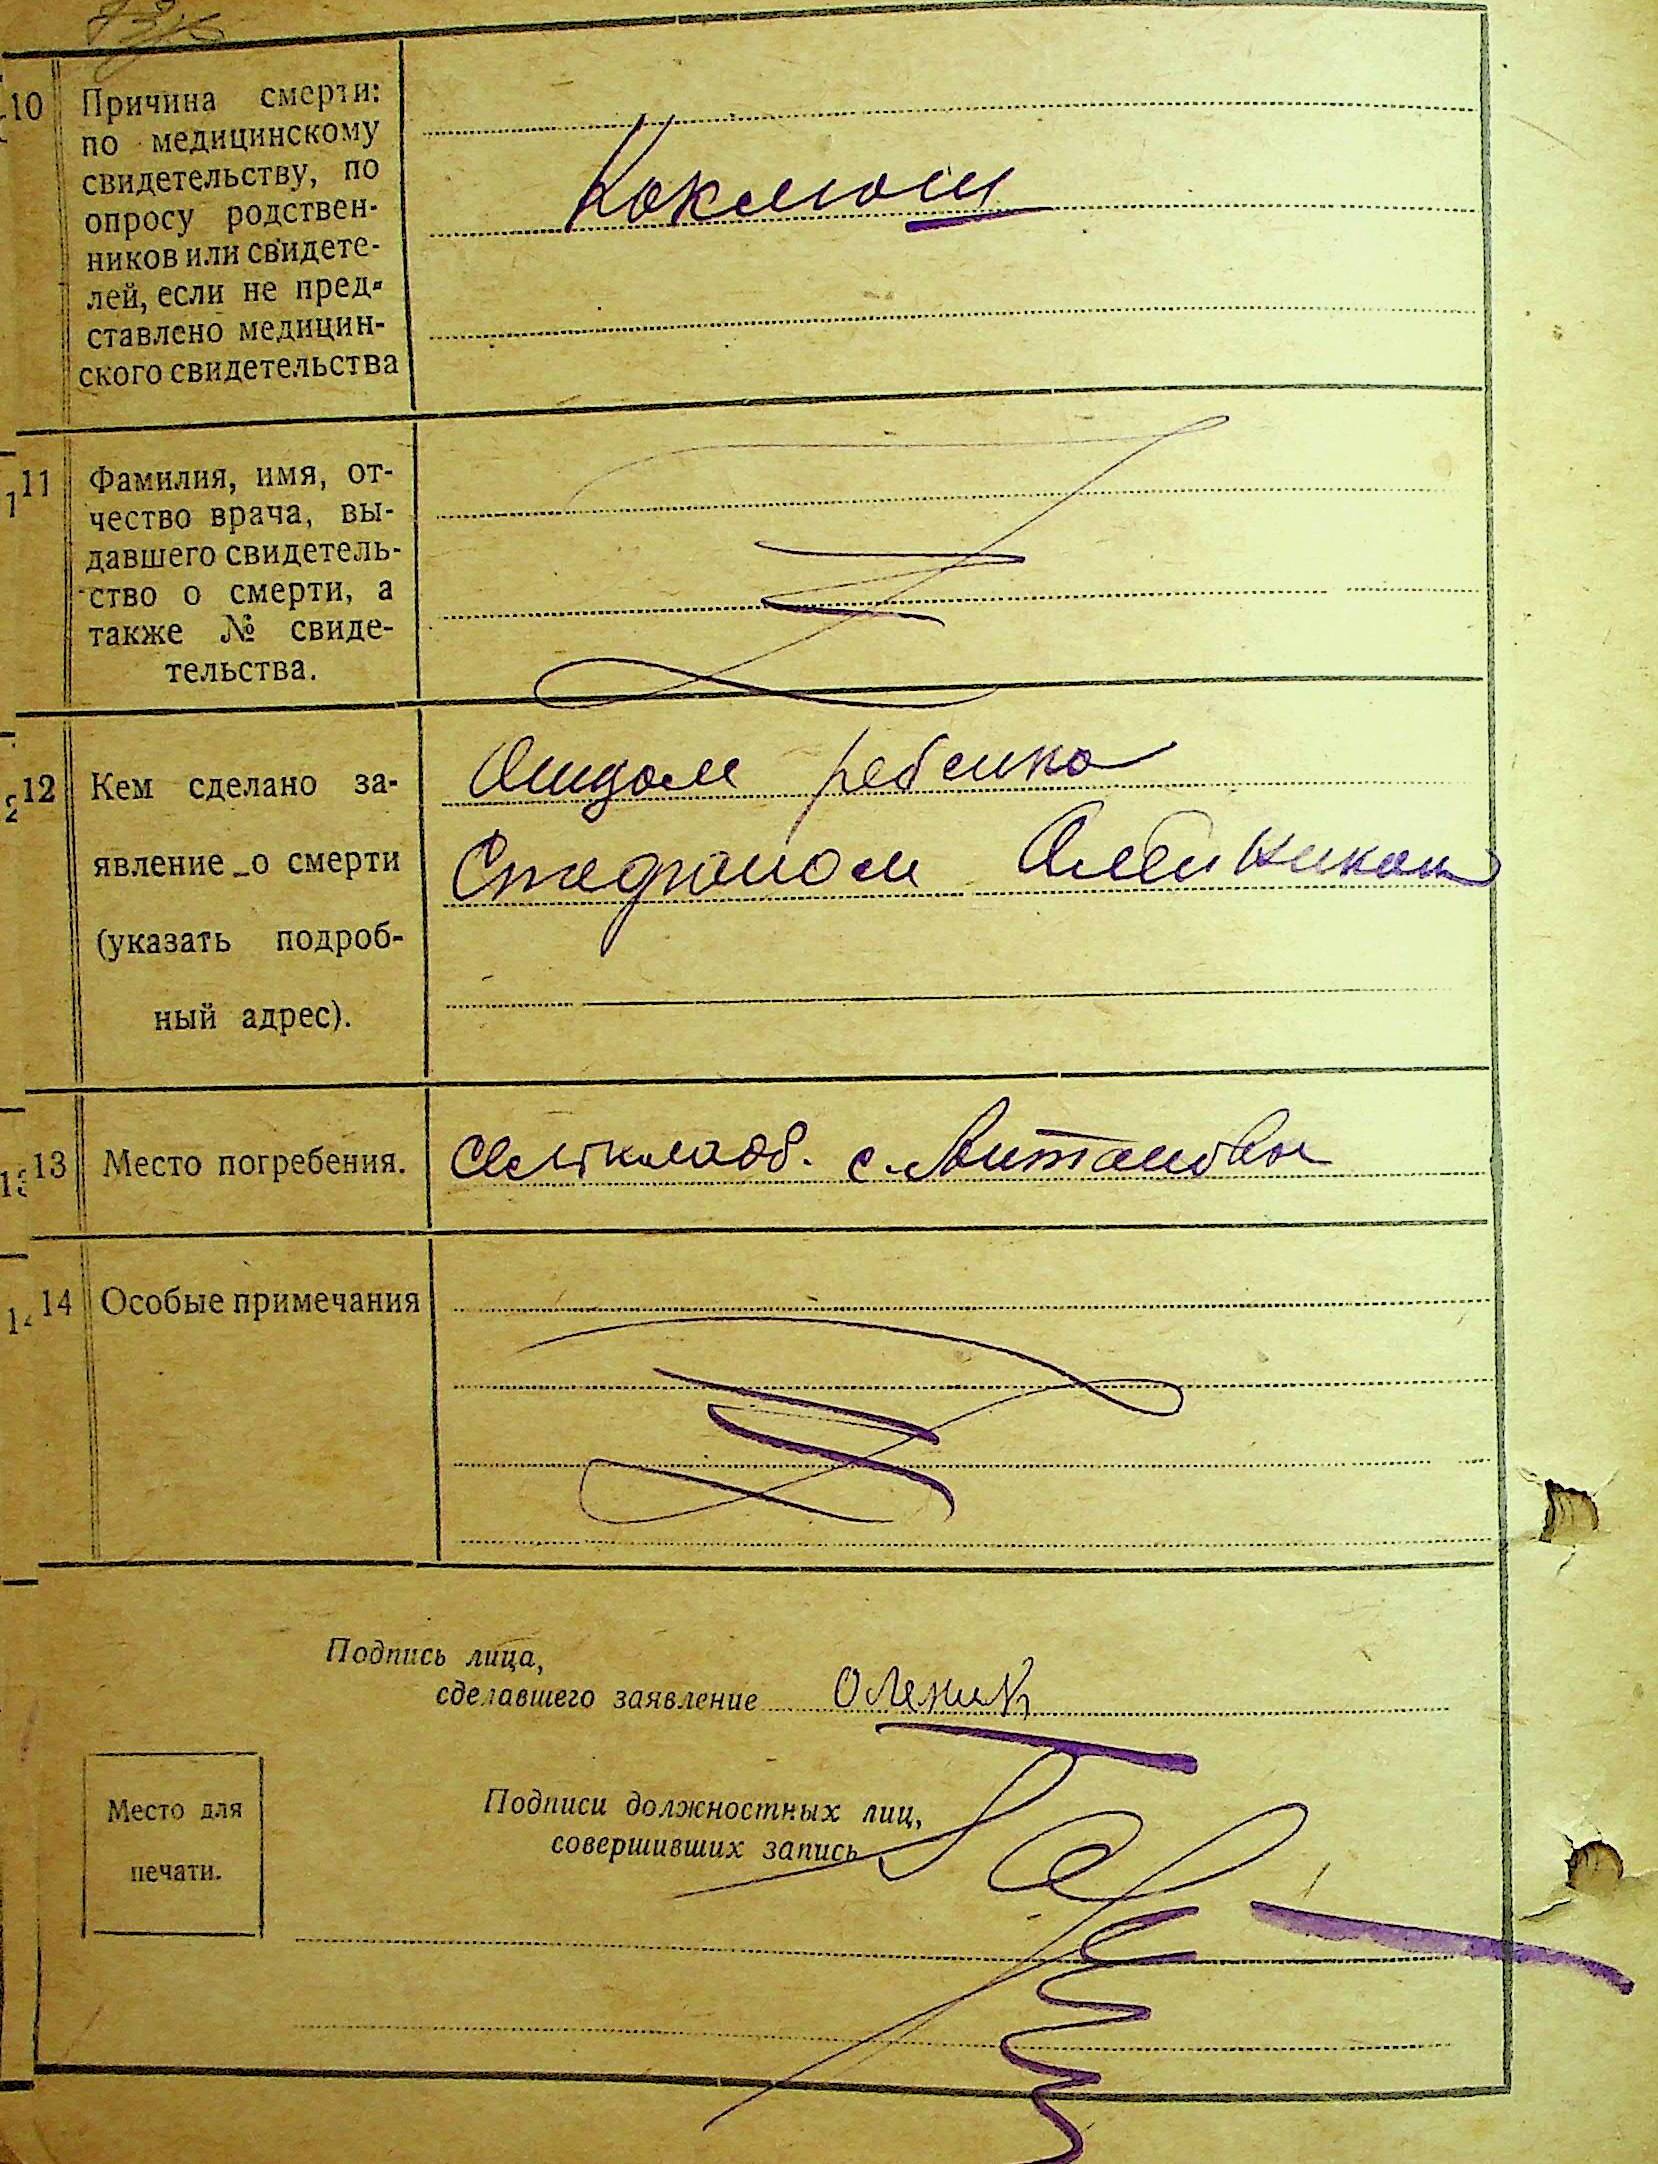 10 Причина смерти:
по медицинскому
свидетельству, по
опросу родствен-
ников или свидете-
лей, если не пред-
ставлено медицин-
ского свидетельства
Коклюш
11 Фамилия, имя, от-
чество врача, вы-
давшего свидетель-
ство о смерти, а
также № свиде-
тельства.
12 Кем сделано за-
явление о смерти
(указать подроб-
ный адрес).
ребенка
Стефаном Олейником
13 Место погребения.
с.
14 Особые примечания
Подпись лица,
сделавшего заявление Оленик
Подписи должностных лиц,
совершивших запись
Место для
печати.